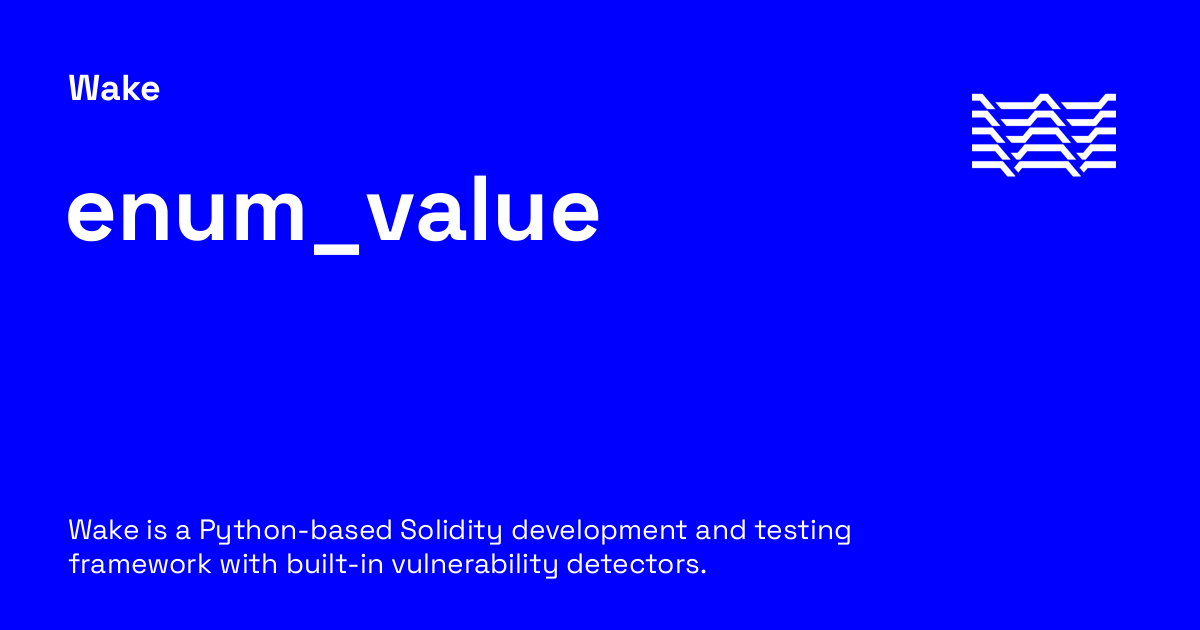 Wake
enum_value
Wake is a Python-based Solidity development and testing
framework with built-in vulnerability detectors.